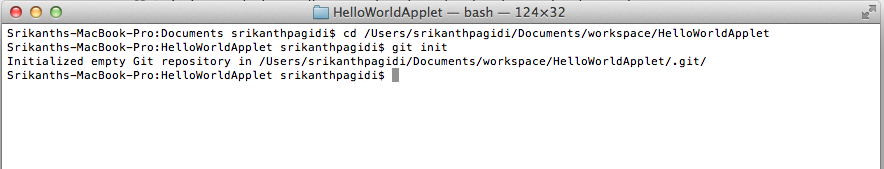 HelloWorldApplet — bash — 124×32
Srikanths-MacBook-Pro:Documents srikanthpagidi$ cd /Users/srikanthpagidi/Documents/workspace/HelloWorldApplet
Srikanths-MacBook-Pro:HelloWorldApplet srikanthpagidi$ git init
Initialized empty Git repository in /Users/srikanthpagidi/Documents/workspace/HelloWorldApplet/.git/
Srikanths-MacBook-Pro:HelloWorldApplet srikanthpagidi$